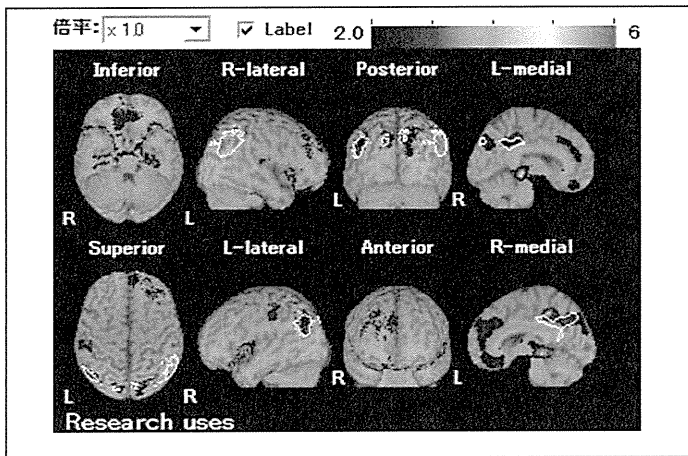 倍率: × 1.0 Label 2.0 6
Inferior R-lateral Posterior L-medial
R L L R
Superior L-lateral Anterior R-medial
L R R L
Research uses